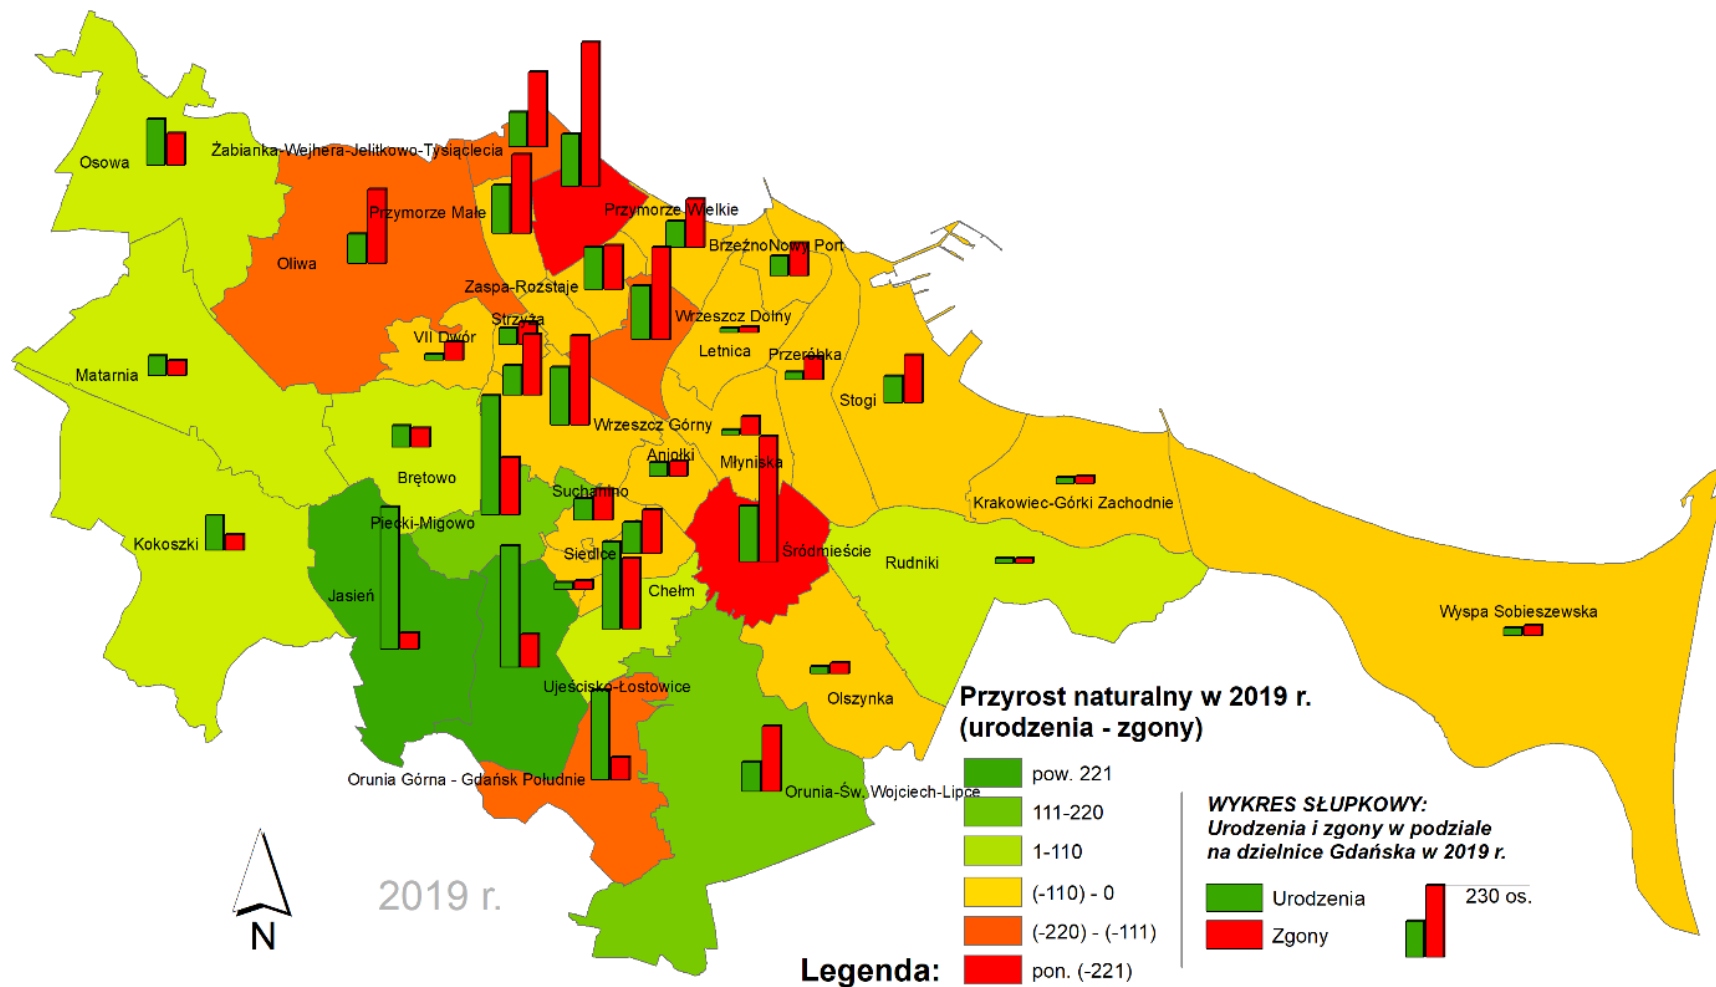 Osowa
Żabianka-Wejhera-Jelitkowo-Tysiąclecia
Przymorze Małe
Przymorze Wielkie
Oliwa
Brzeźno
Nowy Port
Zaspa-Rozstaje
Strzyża
Wrzeszcz Dolny
VII Dwór
Letnica
Przeróbka
Matarnia
Stogi
Wrzeszcz Górny
Aniołki
Młyniska
Brętowo
Suchanino
Krakowiec-Górki Zachodnie
Piecki-Migowo
Kokoszki
Siedlce
Śródmieście
Rudniki
Jasień
Chełm
Wyspa Sobieszewska
Ujeścisko-Łostowice
Olszynka
Orunia Górna - Gdańsk Południe
Orunia-Św. Wojciech-Lipce
2019 r.
N
Legenda:
Przyrost naturalny w 2019 r.
(urodzenia - zgony)
pow. 221
111-220
1-110
(-110) - 0
(-220) - (-111)
pon. (-221)
WYKRES SŁUPKOWY:
Urodzenia i zgony w podziale
na dzielnice Gdańska w 2019 r.
Urodzenia
Zgony
230 os.